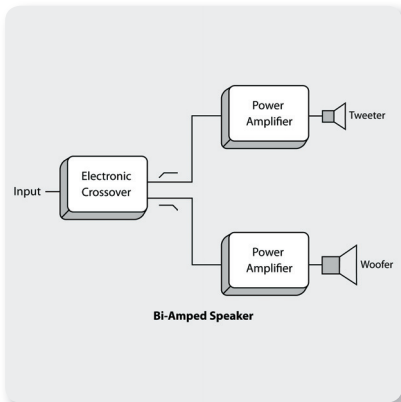 Power
Amplifier
Tweeter
Electronic
Crossover
Input
Power
Amplifier
Woofer
Bi-Amped Speaker